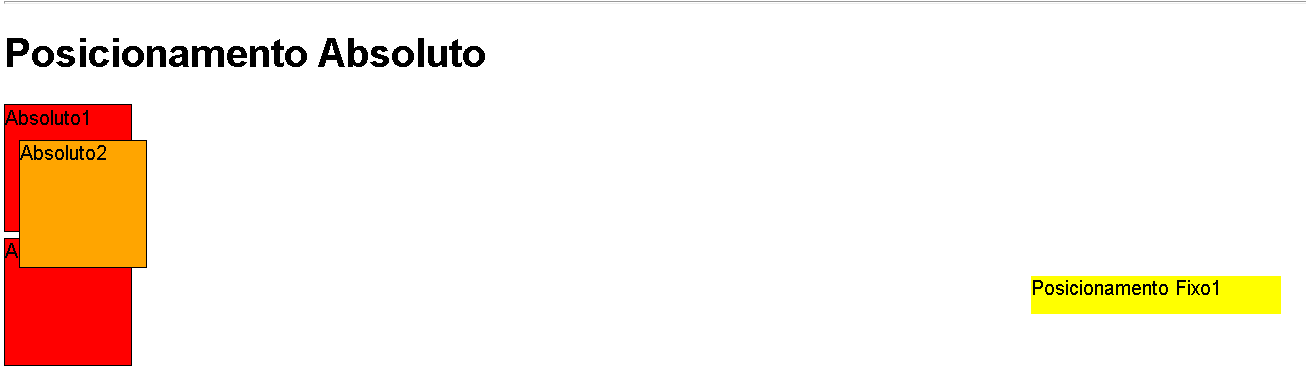 Posicionamento Absoluto
Absoluto1
Absoluto2
A
Posicionamento Fixo1